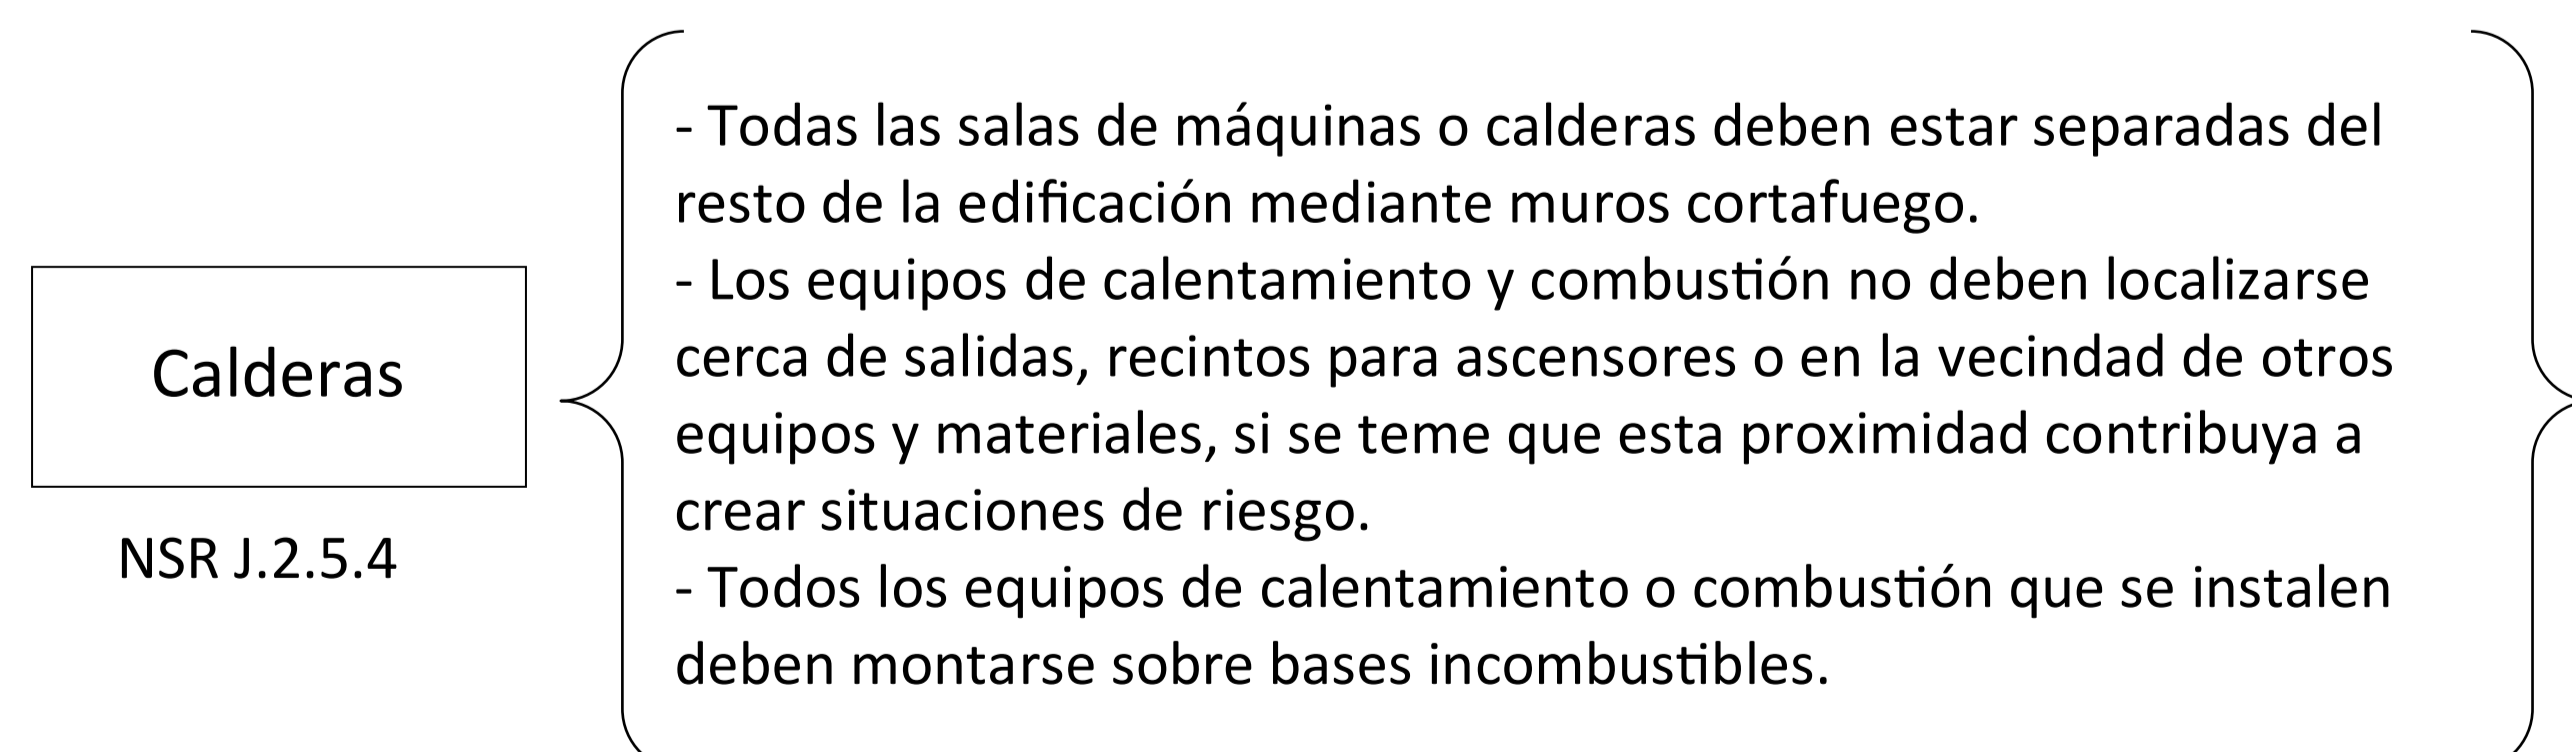 Calderas
NSR J.2.5.4
- Todas las salas de máquinas o calderas deben estar separadas del
resto de la edificación mediante muros cortafuego.
- Los equipos de calentamiento y combustión no deben localizarse
cerca de salidas, recintos para ascensores o en la vecindad de otros
equipos y materiales, si se teme que esta proximidad contribuya a
crear situaciones de riesgo.
- Todos los equipos de calentamiento o combustión que se instalen
deben montarse sobre bases incombustibles.